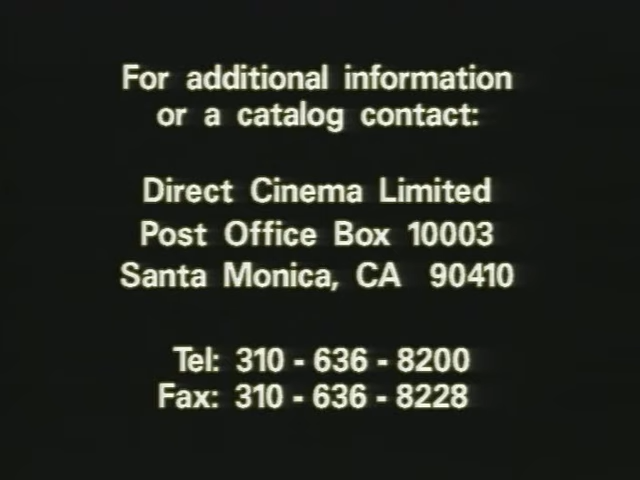 For additional information
or a catalog contact:
Direct Cinema Limited
Post Office Box 10003
Santa Monica, CA 90410
Tel: 310 - 636 - 8200
Fax: 310 - 636 - 8228